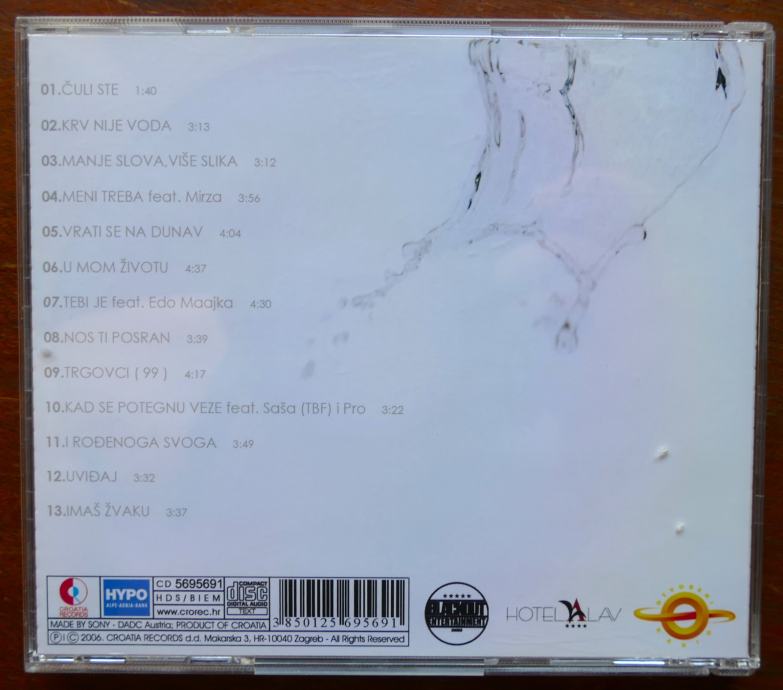 01.ČULI STE 1:40
02.KRV NIJE VODA 3:13
03.MANJE SLOVA,VIŠE SLIKA 3:12
04.MENI TREBA feat. Mirza 3:56
05.VRATI SE NA DUNAV 4:04
06.U MOM ŽIVOTU 4:37
07.TEBI JE feat. Edo Maajka 4:30
08.NOS TI POSRAN 3:39
09.TRGOVCI ( 99 ) 4:17
10.KAD SE POTEGNU VEZE feat. Saša (TBF) i Pro 3:22
11.I ROĐENOGA SVOGA 3:49
12.UVIĐAJ 3:32
13.IMAŠ ŽVAKU 3:37
CROATIA RECORDS
HYPO
ALPE-ADRIA-BANK
CD 5695691
HDS/BIEM
www.crorec.hr
COMPACT
disc
DIGITAL AUDIO
TEXT
3 850125 695691
MADE BY SONY - DADC Austria; PRODUCT OF CROATIA
Ⓟ I © 2006. CROATIA RECORDS d.d. Makarska 3, HR-10040 Zagreb - All Rights Reserved
BLACKOUT
ENTERTAINMENT
HOTEL LAV